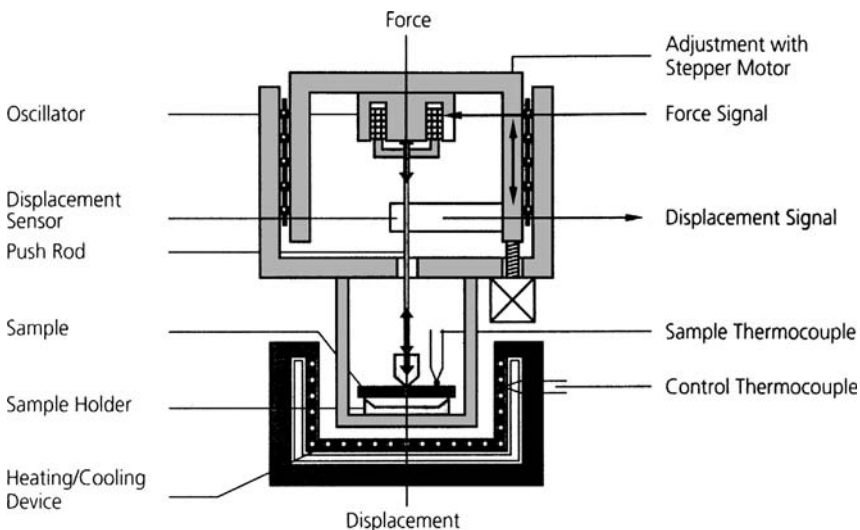 Force
Adjustment with
Stepper Motor
Oscillator
Force Signal
Displacement
Sensor
Displacement Signal
Push Rod
Sample
Sample Thermocouple
Control Thermocouple
Sample Holder
Heating/Cooling
Device
Displacement